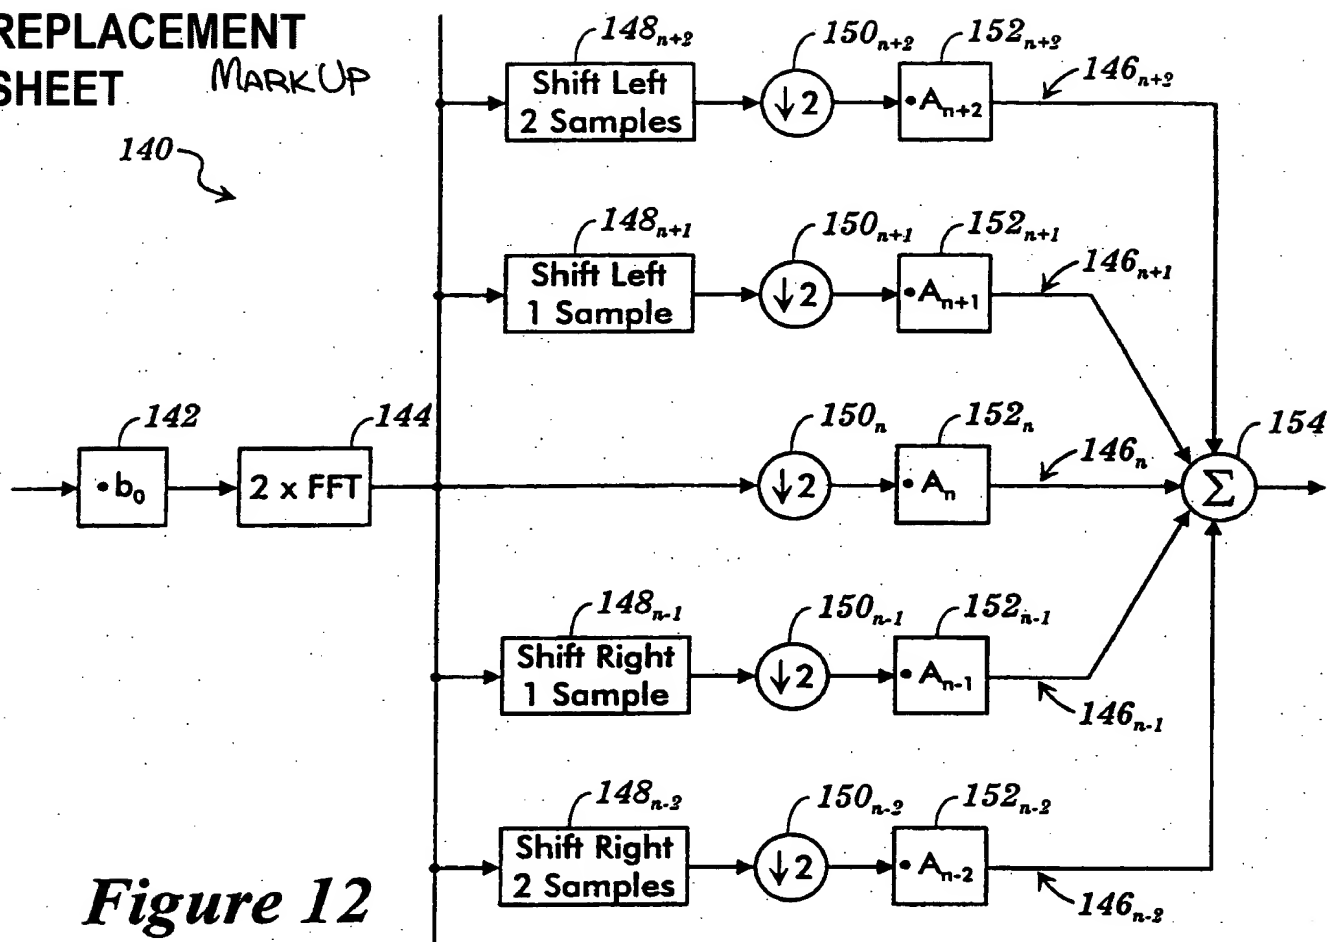 REPLACEMENT
SHEET MARK UP
140
148n+2 150n+2 152n+2 146n+2
Shift Left
2 Samples
↓2
• An+2
148n+1 150n+1 152n+1 146n+1
Shift Left
1 Sample
↓2
• An+1
142 144 150n 152n 146n 154
• b0
2 x FFT
↓2
• An
Σ
148n-1 150n-1 152n-1
Shift Right
1 Sample
↓2
• An-1
146n-1
148n-2 150n-2 152n-2
Shift Right
2 Samples
↓2
• An-2
146n-2
Figure 12